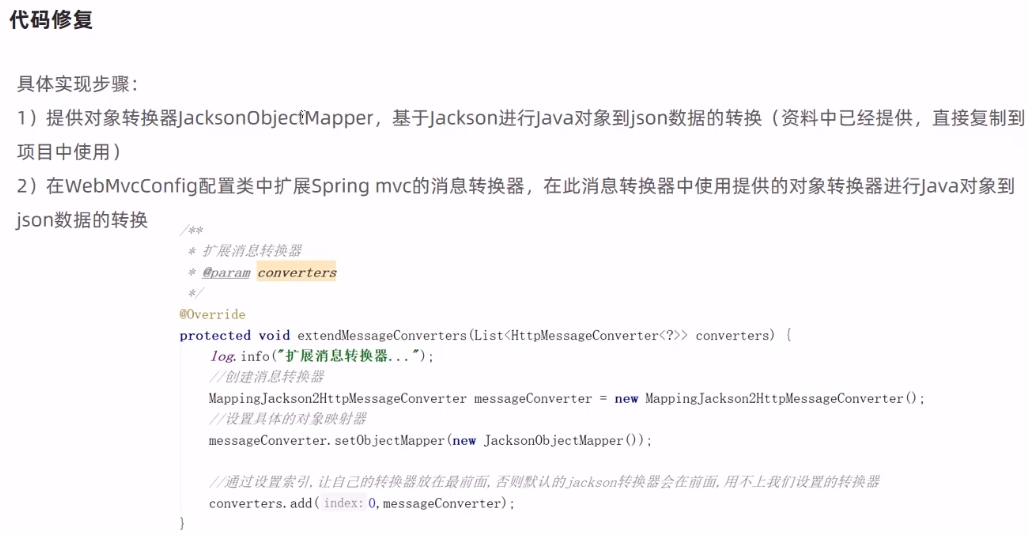 代码修复
具体实现步骤：
1）提供对象转换器JacksonObjectMapper，基于Jackson进行Java对象到json数据的转换（资料中已经提供，直接复制到
项目中使用）
2）在WebMvcConfig配置类中扩展Spring mvc的消息转换器，在此消息转换器中使用提供的对象转换器进行Java对象到
json数据的转换
/**
* 扩展消息转换器
* @param converters
*/
@Override
protected void extendMessageConverters(List<HttpMessageConverter<?>> converters) {
log.info("扩展消息转换器...");
//创建消息转换器
MappingJackson2HttpMessageConverter messageConverter = new MappingJackson2HttpMessageConverter();
//设置具体的对象映射器
messageConverter.setObjectMapper(new JacksonObjectMapper());
//通过设置索引,让自己的转换器放在最前面,否则默认的jackson转换器会在前面,用不上我们设置的转换器
converters.add( index: 0,messageConverter);
}